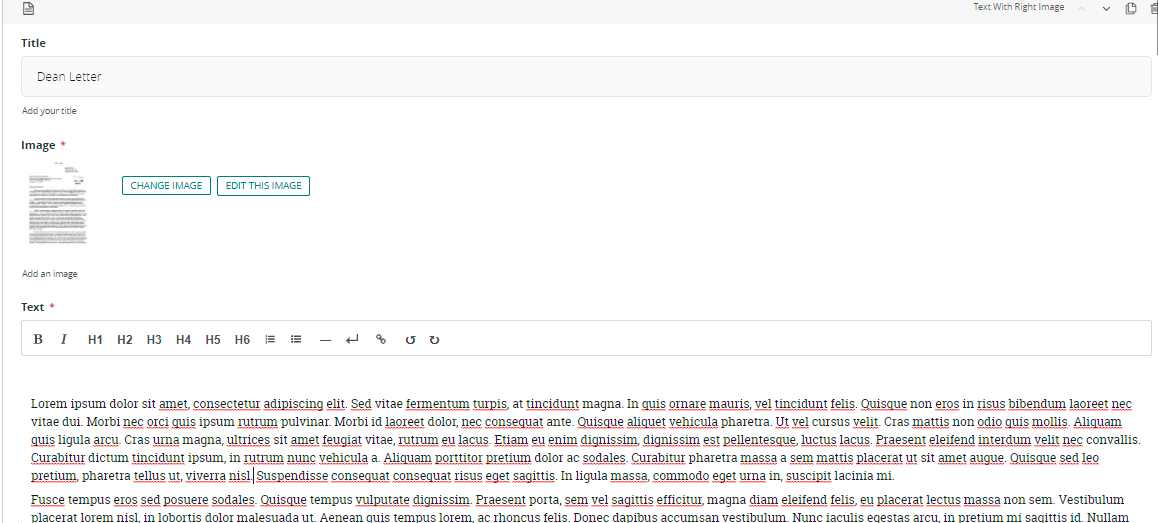 Text With Right Image
Title
Dean Letter
Add your title
Image *
CHANGE IMAGE EDIT THIS IMAGE
Add an image
Text *
B I H1 H2 H3 H4 H5 H6
Lorem ipsum dolor sit amet, consectetur adipiscing elit. Sed vitae fermentum turpis, at tincidunt magna. In quis ornare mauris, vel tincidunt felis. Quisque non eros in risus bibendum laoreet nec
vitae dui. Morbi nec orci quis ipsum rutrum pulvinar. Morbi id laoreet dolor, nec consequat ante. Quisque aliquet vehicula pharetra. Ut vel cursus velit. Cras mattis non odio quis mollis. Aliquam
quis ligula arcu. Cras urna magna, ultrices sit amet feugiat vitae, rutrum eu lacus. Etiam eu enim dignissim, dignissim est pellentesque, luctus lacus. Praesent eleifend interdum velit nec convallis.
Curabitur dictum tincidunt ipsum, in rutrum nunc vehicula a. Aliquam porttitor pretium dolor ac sodales. Curabitur pharetra massa a sem mattis placerat ut sit amet augue. Quisque sed leo
pretium, pharetra tellus ut, viverra nisl. Suspendisse consequat consequat risus eget sagittis. In ligula massa, commodo eget urna in, suscipit lacinia mi.
Fusce tempus eros sed posuere sodales. Quisque tempus vulputate dignissim. Praesent porta, sem vel sagittis efficitur, magna diam eleifend felis, eu placerat lectus massa non sem. Vestibulum
placerat lorem nisl, in lobortis dolor malesuada ut. Aenean quis tempus lorem, ac rhoncus felis. Donec dapibus accumsan vestibulum. Nunc iaculis egestas arcu, in pretium mi sagittis id. Nullam